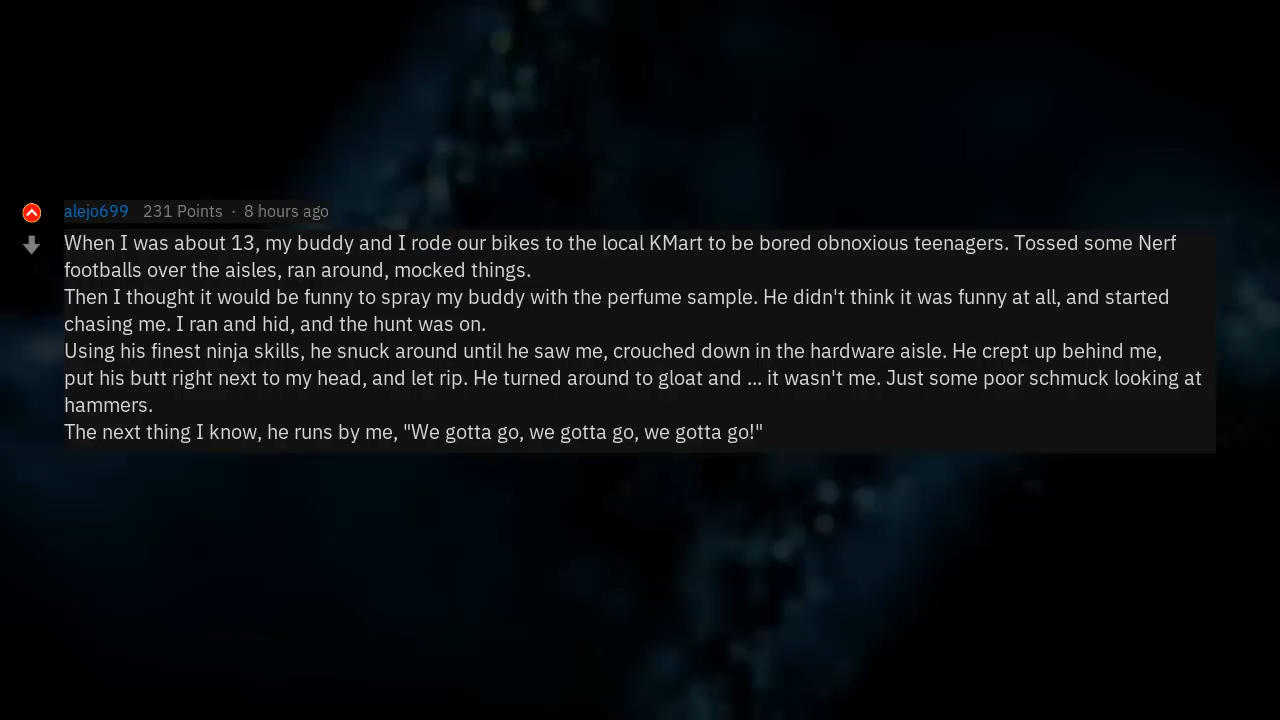 alejo699 231 Points · 8 hours ago
When I was about 13, my buddy and I rode our bikes to the local KMart to be bored obnoxious teenagers. Tossed some Nerf
footballs over the aisles, ran around, mocked things.
Then I thought it would be funny to spray my buddy with the perfume sample. He didn't think it was funny at all, and started
chasing me. I ran and hid, and the hunt was on.
Using his finest ninja skills, he snuck around until he saw me, crouched down in the hardware aisle. He crept up behind me,
put his butt right next to my head, and let rip. He turned around to gloat and ... it wasn't me. Just some poor schmuck looking at
hammers.
The next thing I know, he runs by me, "We gotta go, we gotta go, we gotta go!"